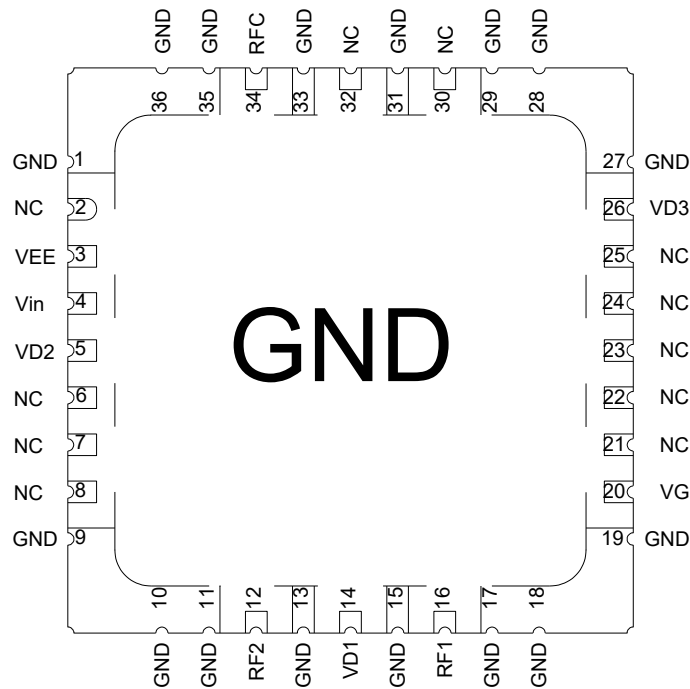 GND GND RFC GND NC GND NC GND GND
36 35 34 33 32 31 30 29 28
GND 1 27 GND
NC 2 26 VD3
VEE 3 25 NC
Vin 4 24 NC
VD2 5 23 NC
NC 6 22 NC
NC 7 21 NC
NC 8 20 VG
GND 9 19 GND
GND
10 11 12 13 14 15 16 17 18
GND GND RF2 GND VD1 GND RF1 GND GND